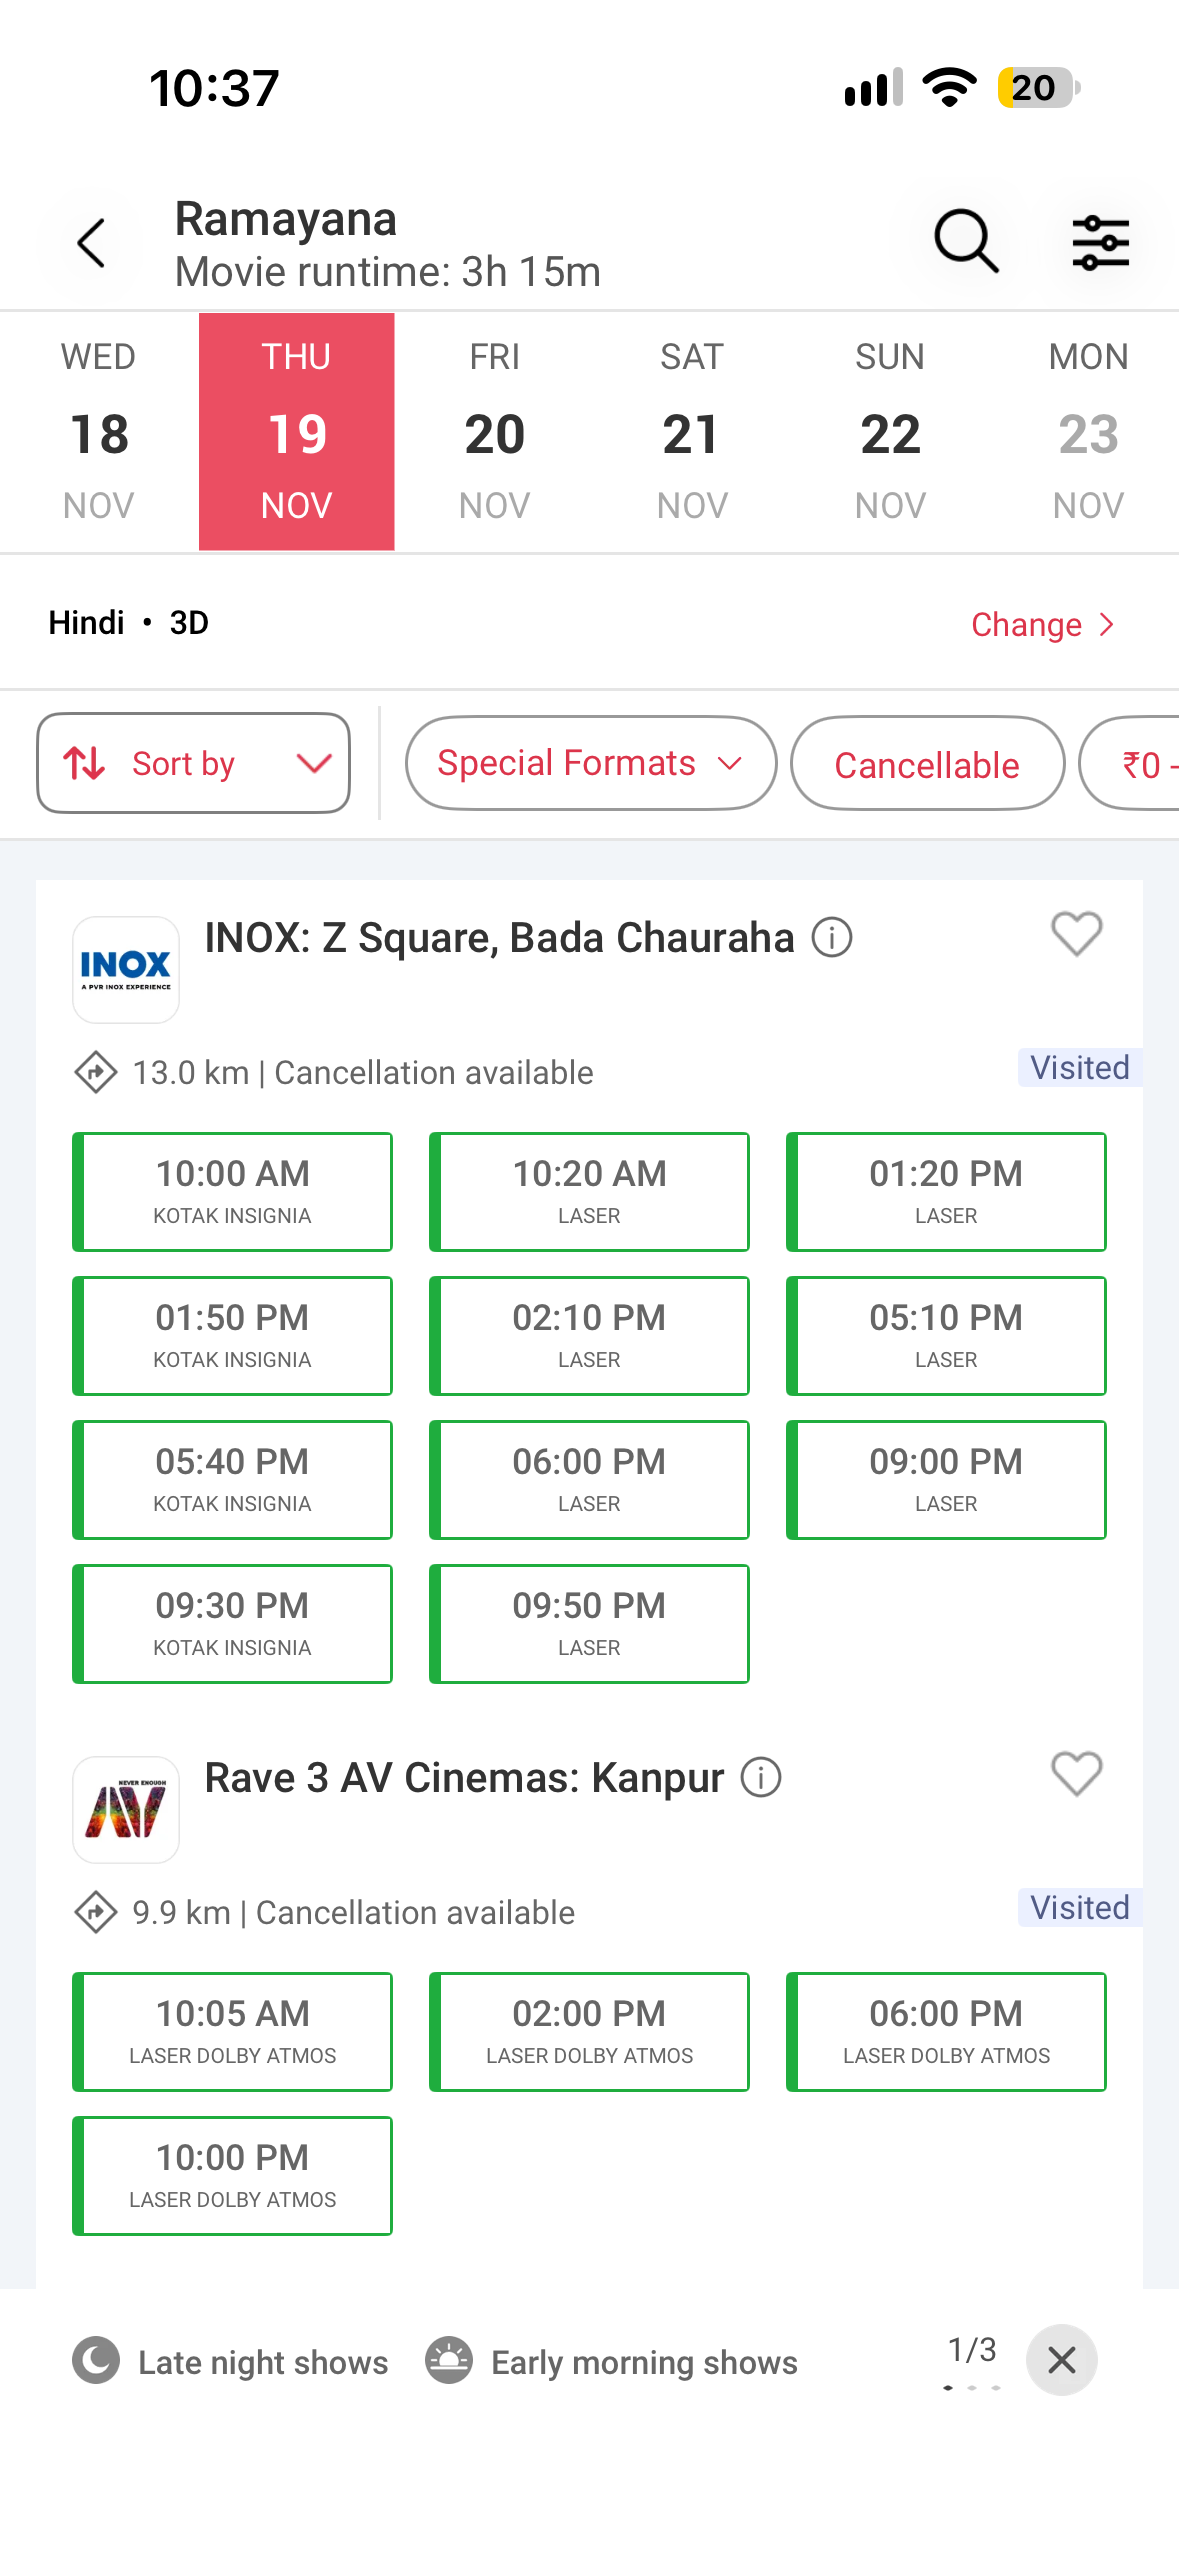 10:37
20
Ramayana
Movie runtime: 3h 15m
WED THU FRI SAT SUN MON
18 19 20 21 22 23
NOV NOV NOV NOV NOV NOV
Hindi • 3D Change
Sort by Special Formats Cancellable ₹0 -
INOX: Z Square, Bada Chauraha
INOX
A PVR INOX EXPERIENCE
13.0 km | Cancellation available Visited
10:00 AM 10:20 AM 01:20 PM
KOTAK INSIGNIA LASER LASER
01:50 PM 02:10 PM 05:10 PM
KOTAK INSIGNIA LASER LASER
05:40 PM 06:00 PM 09:00 PM
KOTAK INSIGNIA LASER LASER
09:30 PM 09:50 PM
KOTAK INSIGNIA LASER
Rave 3 AV Cinemas: Kanpur
NEVER ENOUGH
AV
9.9 km | Cancellation available Visited
10:05 AM 02:00 PM 06:00 PM
LASER DOLBY ATMOS LASER DOLBY ATMOS LASER DOLBY ATMOS
10:00 PM
LASER DOLBY ATMOS
Late night shows Early morning shows 1/3